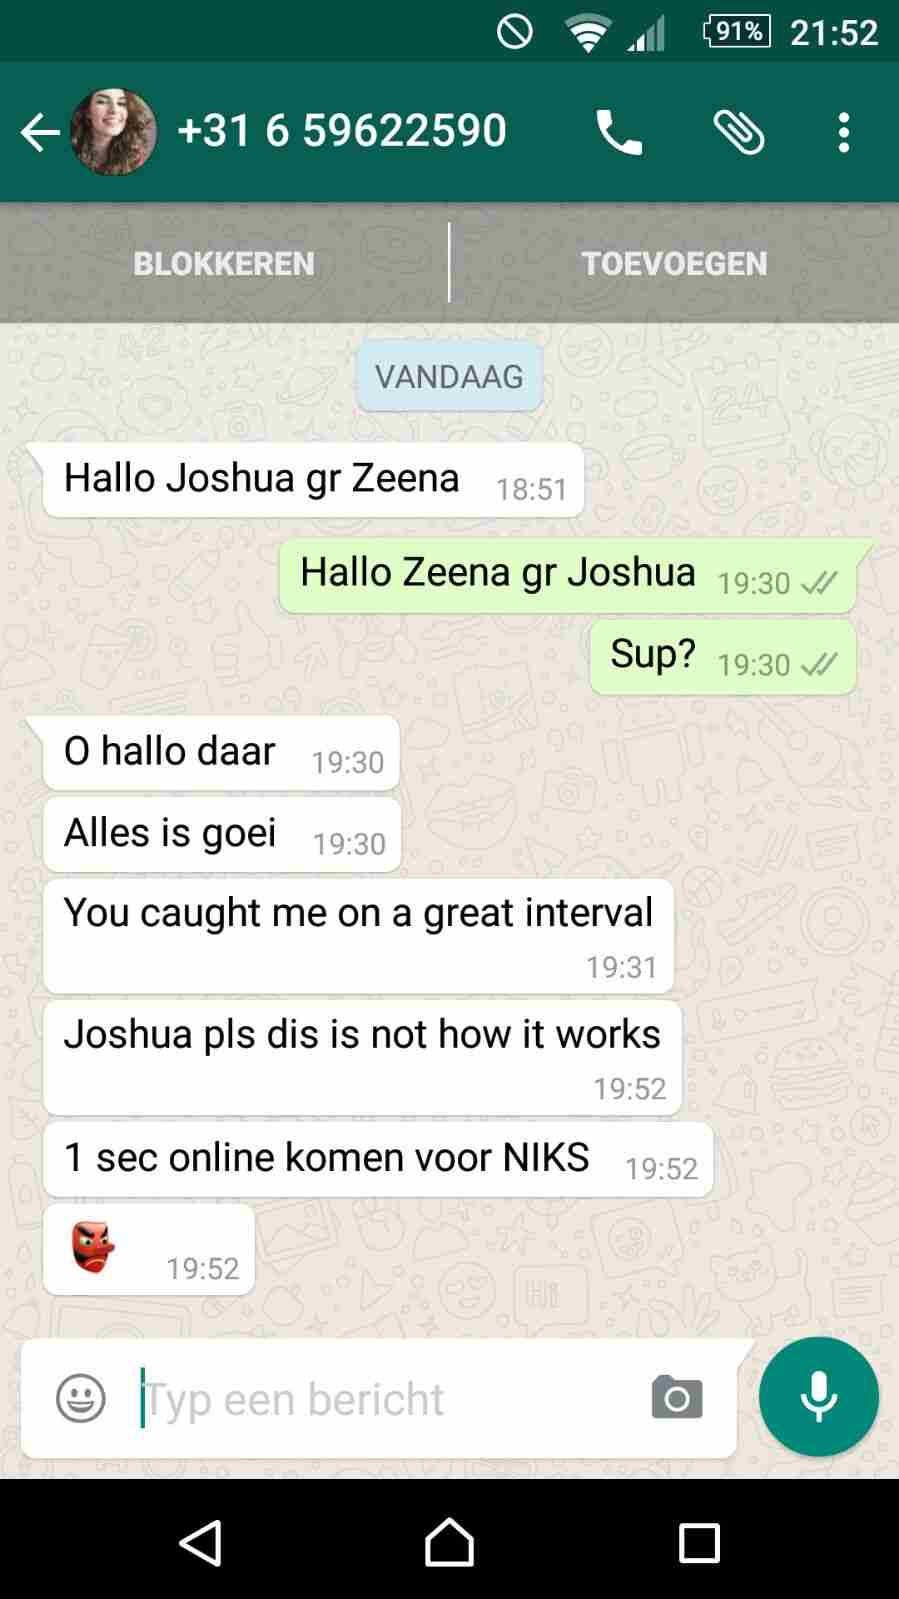 91% 21:52
+31 6 59622590
BLOKKEREN TOEVOEGEN
VANDAAG
Hallo Joshua gr Zeena 18:51
Hallo Zeena gr Joshua 19:30
Sup? 19:30
O hallo daar 19:30
Alles is goei 19:30
You caught me on a great interval
19:31
Joshua pls dis is not how it works
19:52
1 sec online komen voor NIKS 19:52
19:52
Typ een bericht